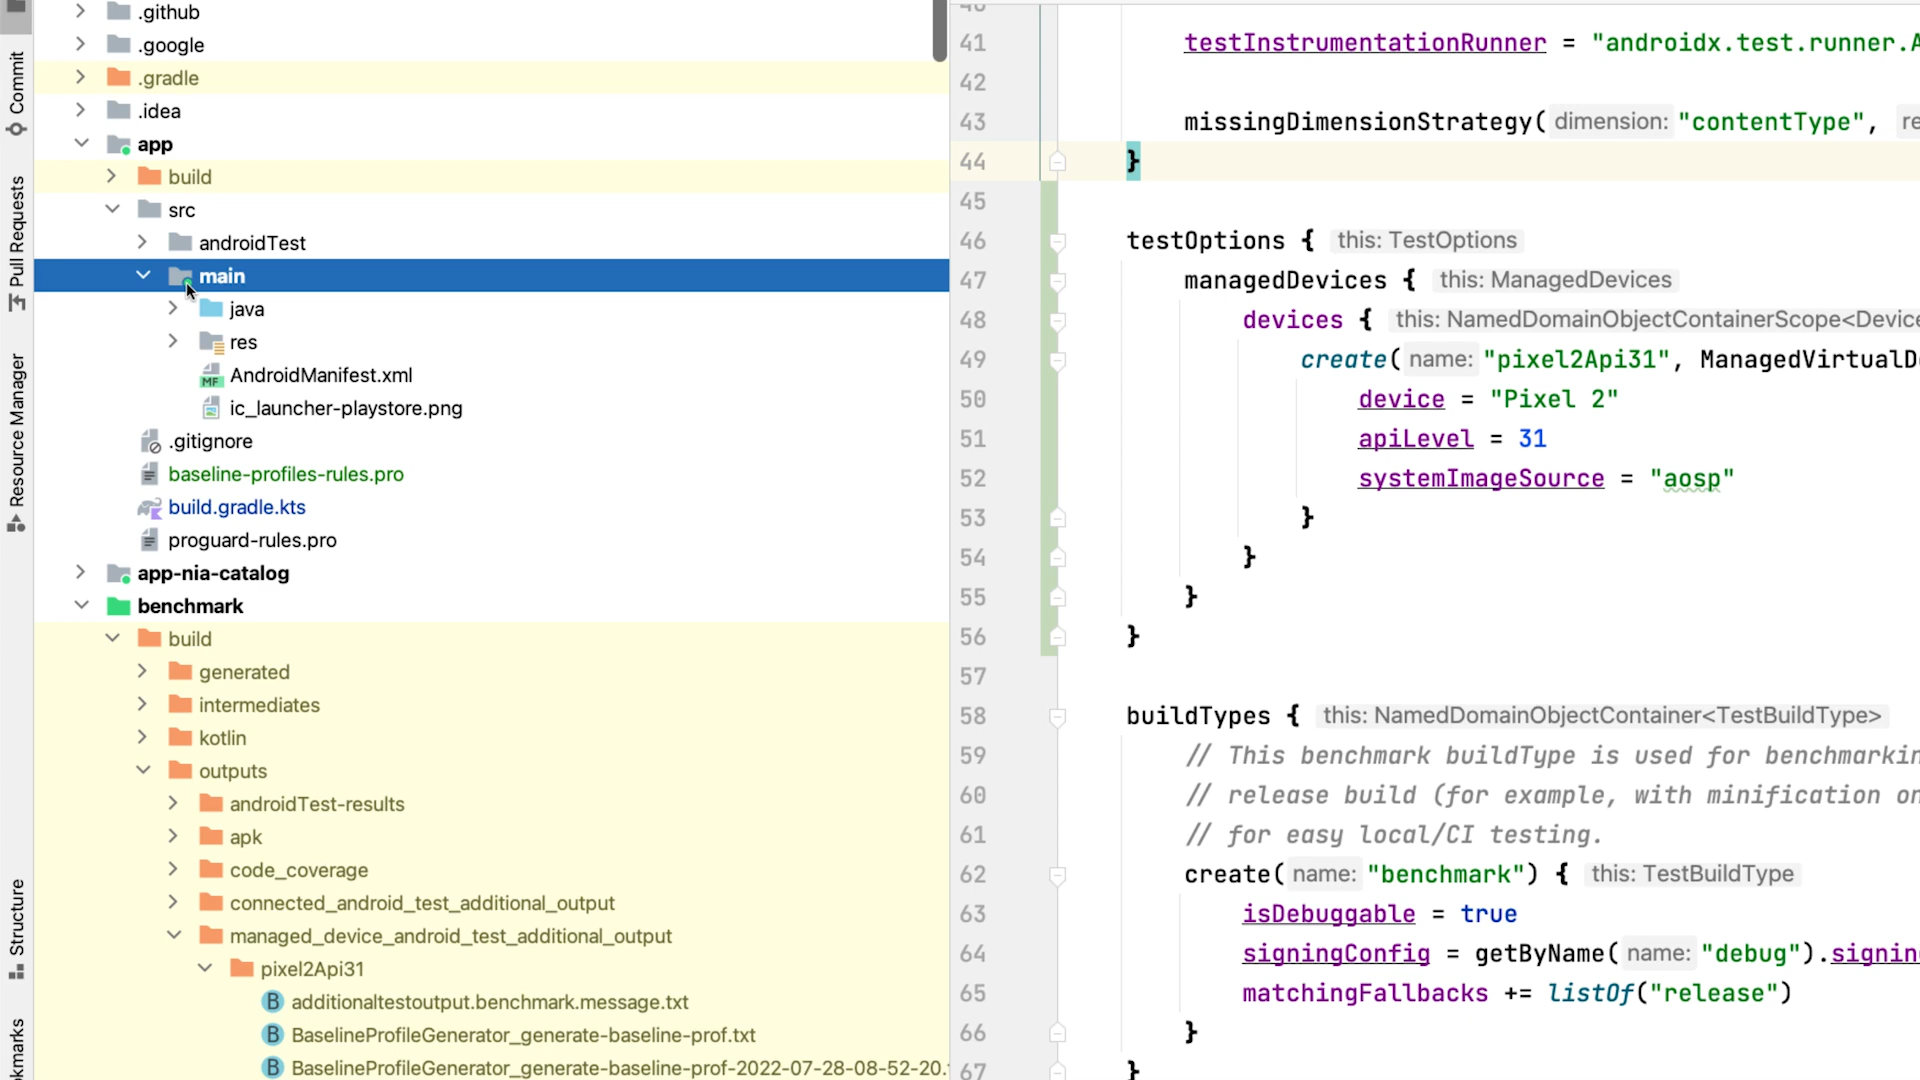 Commit
Pull Requests
Resource Manager
Structure
.github
.google
.gradle
.idea
app
build
src
androidTest
main
java
res
AndroidManifest.xml
ic_launcher-playstore.png
.gitignore
baseline-profiles-rules.pro
build.gradle.kts
proguard-rules.pro
app-nia-catalog
benchmark
build
generated
intermediates
kotlin
outputs
androidTest-results
apk
code_coverage
connected_android_test_additional_output
managed_device_android_test_additional_output
pixel2Api31
additionaltestoutput.benchmark.message.txt
BaselineProfileGenerator_generate-baseline-prof.txt
BaselineProfileGenerator_generate-baseline-prof-2022-07-28-08-52-20.
41 testInstrumentationRunner = "androidx.test.runner.A
42
43 missingDimensionStrategy( dimension: "contentType", re
44 }
45
46 testOptions { this: TestOptions
47 managedDevices { this: ManagedDevices
48 devices { this: NamedDomainObjectContainerScope<Device
49 create( name: "pixel2Api31", ManagedVirtualD
50 device = "Pixel 2"
51 apiLevel = 31
52 systemImageSource = "aosp"
53 }
54 }
55 }
56 }
57
58 buildTypes { this: NamedDomainObjectContainer<TestBuildType>
59 // This benchmark buildType is used for benchmarkin
60 // release build (for example, with minification on
61 // for easy local/CI testing.
62 create( name: "benchmark") { this: TestBuildType
63 isDebuggable = true
64 signingConfig = getByName( name: "debug").signin
65 matchingFallbacks += listOf("release")
66 }
67 }